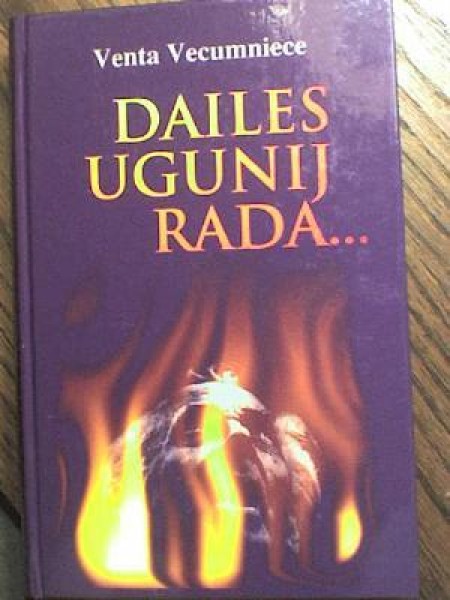 Venta Vecumniece
DAILES
UGUNIJ
RADA...